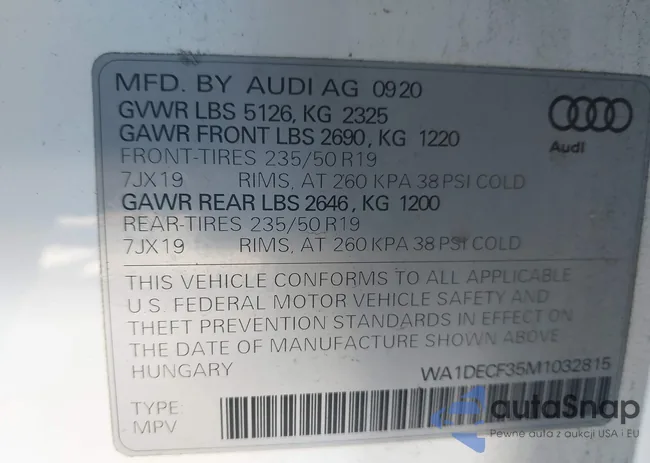 MFD. BY AUDI AG 0920
GVWR LBS 5126, KG 2325
GAWR FRONT LBS 2690, KG 1220
FRONT-TIRES 235/50 R19
7JX19 RIMS, AT 260 KPA 38 PSI COLD
GAWR REAR LBS 2646, KG 1200
REAR-TIRES 235/50 R19
7JX19 RIMS, AT 260 KPA 38 PSI COLD
Audi
THIS VEHICLE CONFORMS TO ALL APPLICABLE
U.S. FEDERAL MOTOR VEHICLE SAFETY AND
THEFT PREVENTION STANDARDS IN EFFECT ON
THE DATE OF MANUFACTURE SHOWN ABOVE
HUNGARY WA1DECF35M1032815
TYPE:
MPV
autaSnap
Pewne auta z aukcji USA i EU